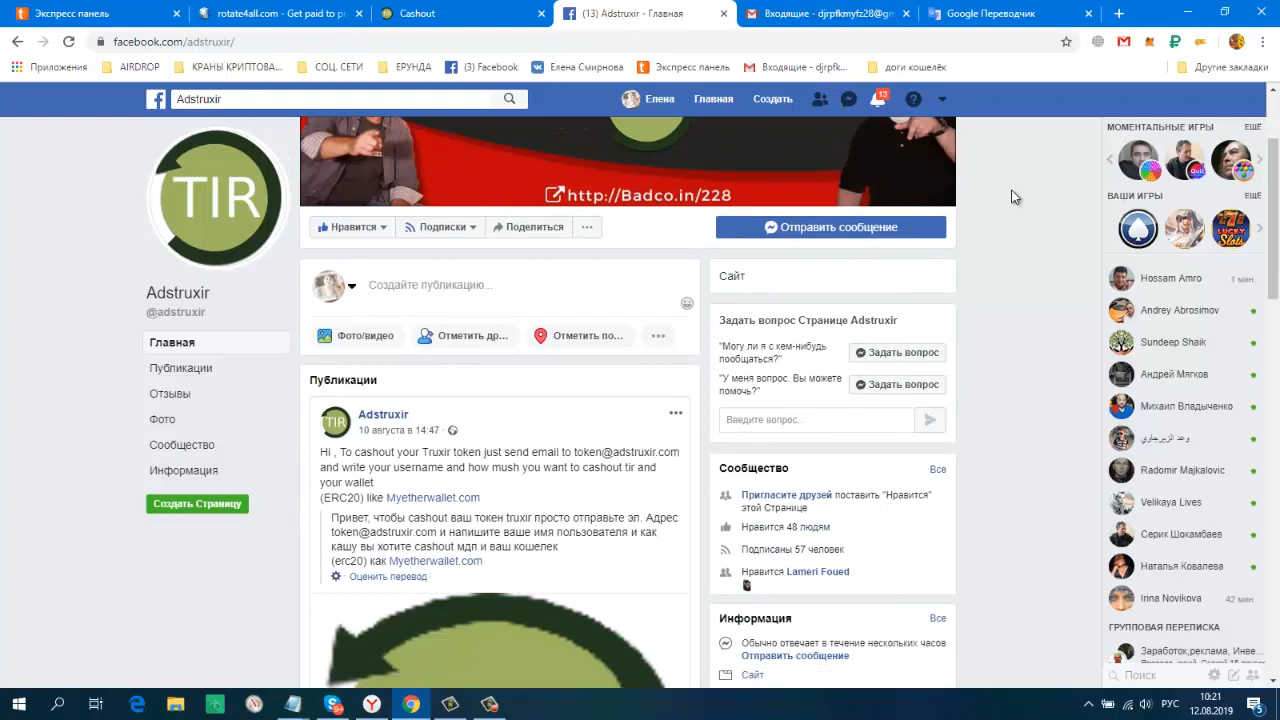 Экспресс панель
rotate4all.com - Get paid to pr
Cashout
(13) Adstruxir - Главная
Входящие - djrpfkmyfz28@gm
Google Переводчик
facebook.com/adstruxir/
Приложения
AIRDROP
КРАНЫ КРИПТОВА...
СОЦ. СЕТИ
ЕРУНДА
(3) Facebook
Елена Смирнова
Экспресс панель
Входящие - djrpfk...
доги кошелёк
Другие закладки
Adstruxir
Елена
Главная
Создать
13
TIR
http://Badco.in/228
Нравится
Подписки
Поделиться
Отправить сообщение
Adstruxir
@adstruxir
Главная
Публикации
Отзывы
Фото
Сообщество
Информация
Создать Страницу
Создайте публикацию...
Фото/видео
Отметить др...
Отметить по...
Публикации
TIR
Adstruxir
10 августа в 14:47
Hi , To cashout your Truxir token just send email to token@adstruxir.com
and write your username and how mush you want to cashout tir and
your wallet
(ERC20) like Myetherwallet.com
Привет, чтобы cashout ваш токен truxir просто отправьте эл. Адрес
token@adstruxir.com и напишите ваше имя пользователя и как
кашу вы хотите cashout мдп и ваш кошелек
(erc20) как Myetherwallet.com
Оценить перевод
Сайт
Задать вопрос Странице Adstruxir
"Могу ли я с кем-нибудь
пообщаться?"
Задать вопрос
"У меня вопрос. Вы можете
помочь?"
Задать вопрос
Введите вопрос...
Сообщество
Все
Пригласите друзей поставить "Нравится"
этой Странице
Нравится 48 людям
Подписаны 57 человек
Нравится Lameri Foued
Информация
Все
Обычно отвечает в течение нескольких часов
Отправить сообщение
Сайт
МОМЕНТАЛЬНЫЕ ИГРЫ
ЕЩЁ
Quiz
ВАШИ ИГРЫ
ЕЩЁ
777
LUCKY
Slots
Hossam Amro
1 мин.
Andrey Abrosimov
Sundeep Shaik
Андрей Мягков
Михаил Владыченко
وعد الزيرجاوي
Radomir Majkalovic
Velikaya Lives
Серик Шокамбаев
Наталья Ковалева
Irina Novikova
42 мин.
ГРУППОВАЯ ПЕРЕПИСКА
Заработок,реклама, Инве...
Поиск
РУС
10:21
12.08.2019
5